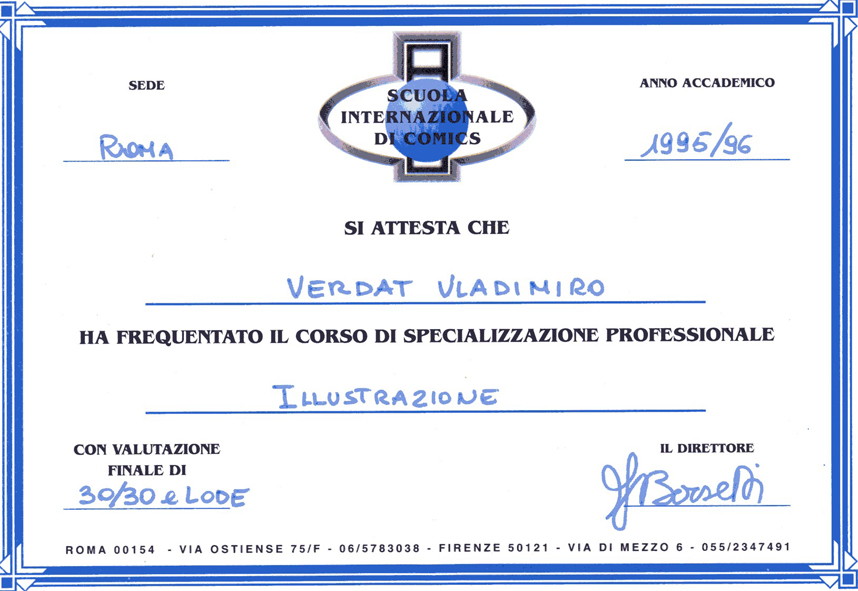 SEDE
ROMA
SCUOLA
INTERNAZIONALE
DI COMICS
ANNO ACCADEMICO
1995/96
SI ATTESTA CHE
VERDAT VLADIMIRO
HA FREQUENTATO IL CORSO DI SPECIALIZZAZIONE PROFESSIONALE
ILLUSTRAZIONE
CON VALUTAZIONE
FINALE DI
30/30 e LODE
IL DIRETTORE
ROMA 00154 - VIA OSTIENSE 75/F - 06/5783038 - FIRENZE 50121 - VIA DI MEZZO 6 - 055/2347491